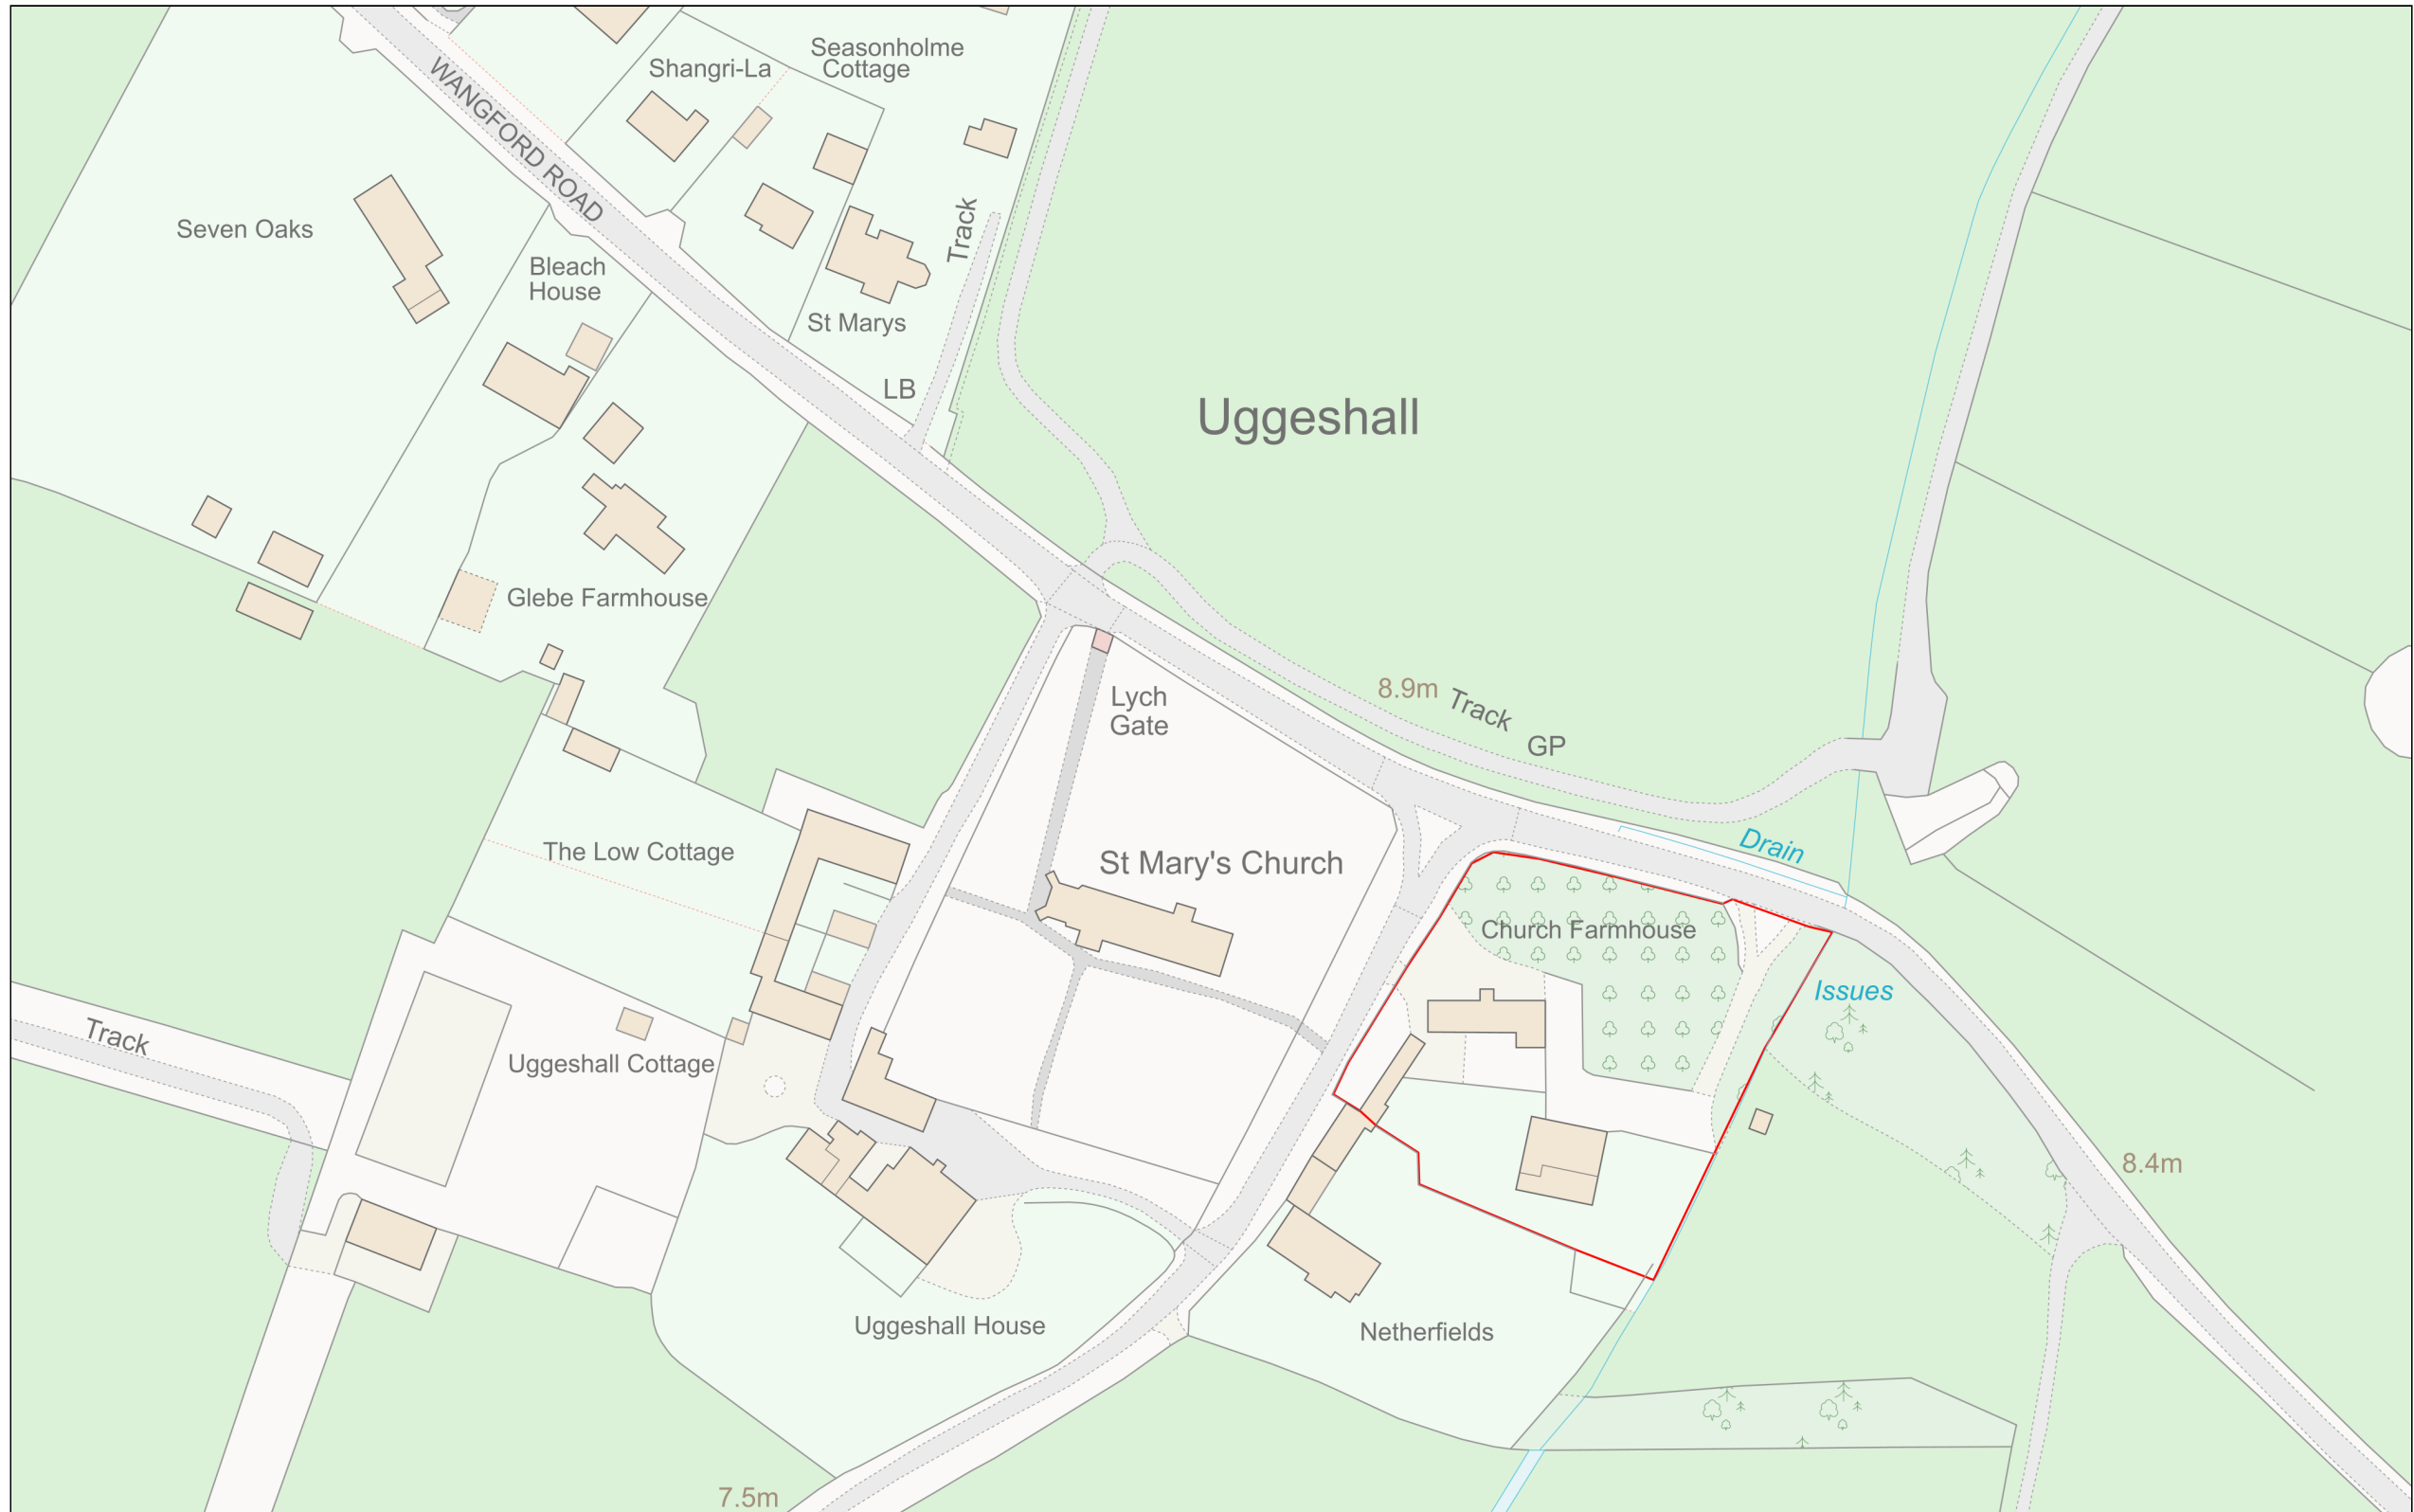 Seasonholme
Cottage
Shangri-La
WANGFORD ROAD
Seven Oaks
Track
Bleach
House
St Marys
LB
Uggeshall
Glebe Farmhouse
8.9m
Track
Lych
Gate
GP
Drain
The Low Cottage
St Mary's Church
Church Farmhouse
Issues
Track
Uggeshall Cottage
8.4m
Uggeshall House
Netherfields
7.5m